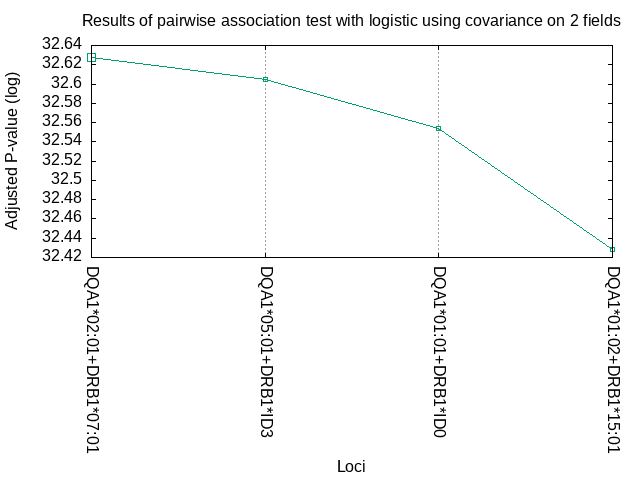 Results of pairwise association test with logistic using covariance on 2 fields
32.64
32.62
32.6
32.58
32.56
32.54
32.52
32.5
32.48
32.46
32.44
32.42
Adjusted P-value (log)
DQA1*02:01+DRB1*07:01
DQA1*05:01+DRB1*ID3
DQA1*01:01+DRB1*ID0
DQA1*01:02+DRB1*15:01
Loci